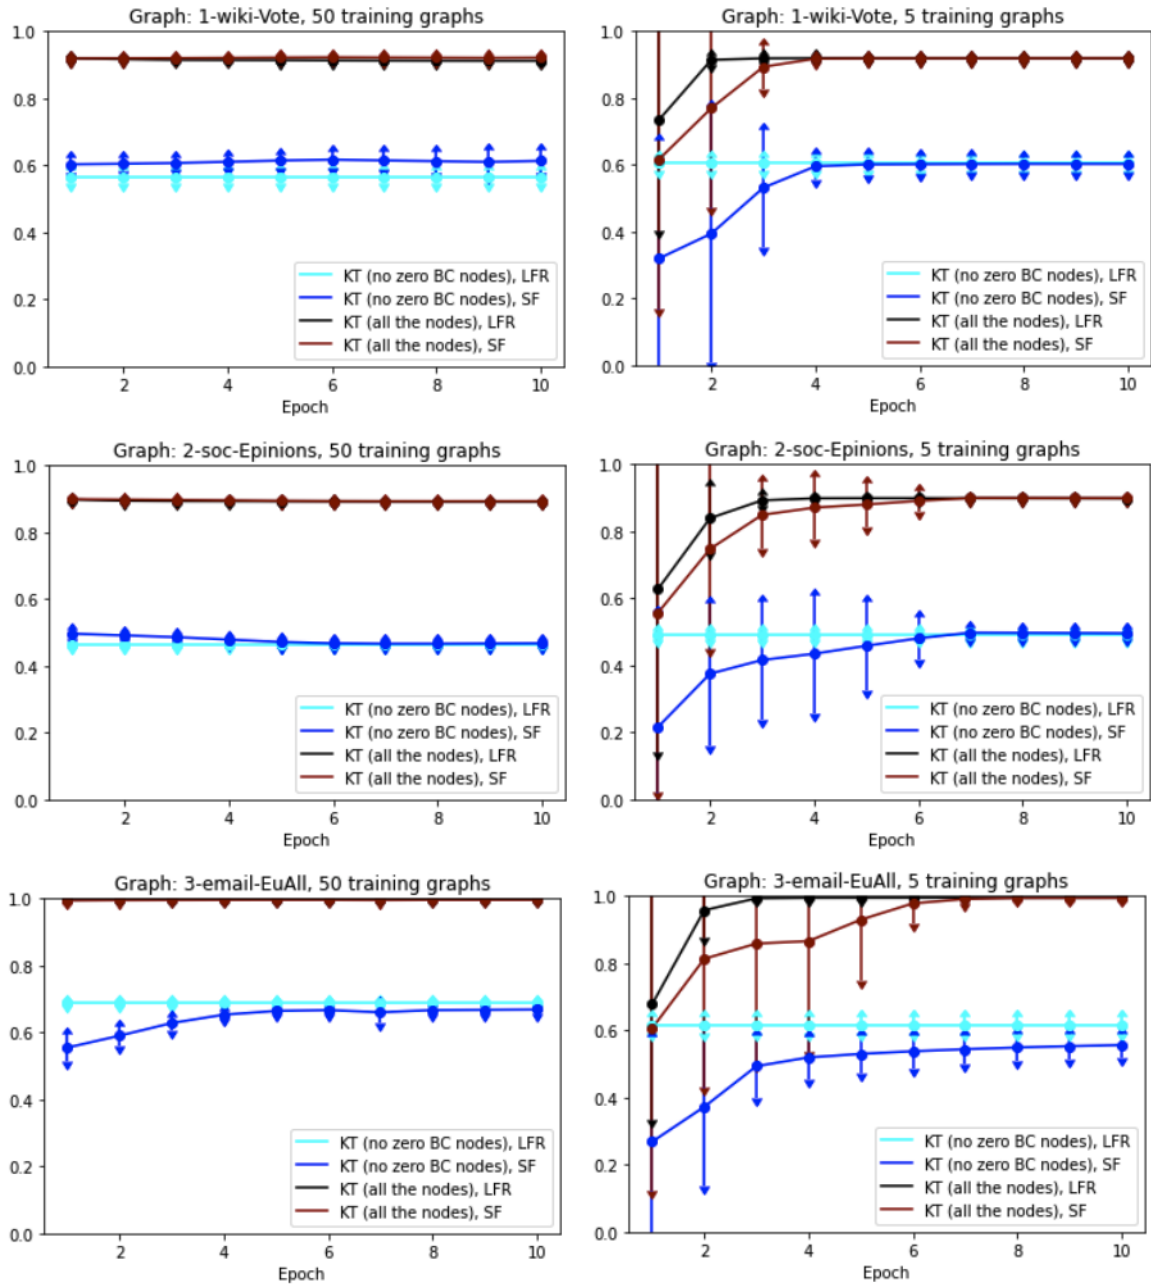 Graph: 1-wiki-Vote, 50 training graphs
1.0
0.8
0.6
0.4
0.2
0.0
KT (no zero BC nodes), LFR
KT (no zero BC nodes), SF
KT (all the nodes), LFR
KT (all the nodes), SF
2 4 6 8 10
Epoch
Graph: 1-wiki-Vote, 5 training graphs
1.0
0.8
0.6
0.4
0.2
0.0
KT (no zero BC nodes), LFR
KT (no zero BC nodes), SF
KT (all the nodes), LFR
KT (all the nodes), SF
2 4 6 8 10
Epoch
Graph: 2-soc-Epinions, 50 training graphs
1.0
0.8
0.6
0.4
0.2
0.0
KT (no zero BC nodes), LFR
KT (no zero BC nodes), SF
KT (all the nodes), LFR
KT (all the nodes), SF
2 4 6 8 10
Epoch
Graph: 2-soc-Epinions, 5 training graphs
1.0
0.8
0.6
0.4
0.2
0.0
KT (no zero BC nodes), LFR
KT (no zero BC nodes), SF
KT (all the nodes), LFR
KT (all the nodes), SF
2 4 6 8 10
Epoch
Graph: 3-email-EuAll, 50 training graphs
1.0
0.8
0.6
0.4
0.2
0.0
KT (no zero BC nodes), LFR
KT (no zero BC nodes), SF
KT (all the nodes), LFR
KT (all the nodes), SF
2 4 6 8 10
Epoch
Graph: 3-email-EuAll, 5 training graphs
1.0
0.8
0.6
0.4
0.2
0.0
KT (no zero BC nodes), LFR
KT (no zero BC nodes), SF
KT (all the nodes), LFR
KT (all the nodes), SF
2 4 6 8 10
Epoch